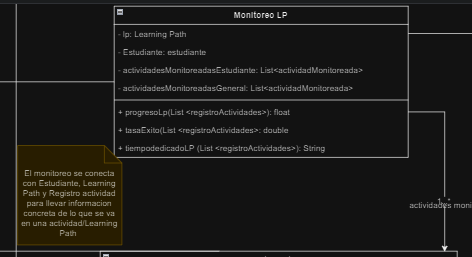 Monitoreo LP
- lp: Learning Path
- Estudiante: estudiante
- actividadesMonitoreadasEstudiante: List<actividadMonitoreada>
- actividadesMonitoreadasGeneral: List<actividadMonitoreada>
+ progresoLp(List <registroActividades>): float
+ tasaExito(List <registroActividades>: double
+ tiempodedicadoLP (List <registroActividades>): String
El monitoreo se conecta
con Estudiante, Learning
Path y Registro actividad
para llevar informacion
concreta de lo que se va
en una actividad/Learning
Path
actividades moni